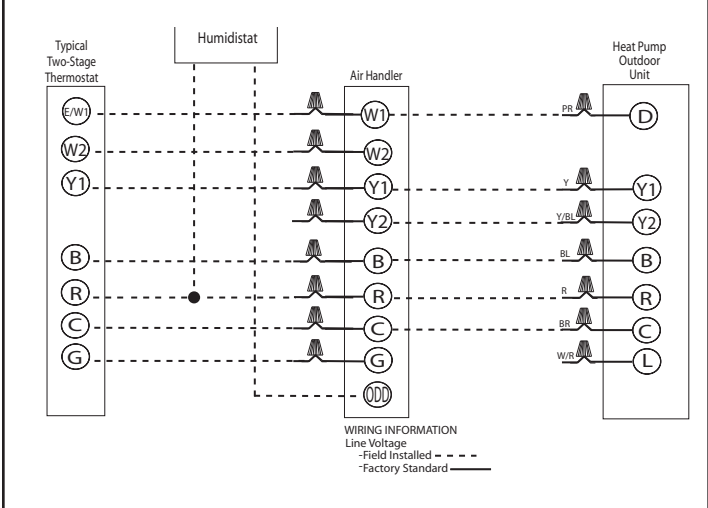 Humidistat
Typical
Two-Stage
Thermostat
Air Handler
Heat Pump
Outdoor
Unit
E/W1
W1
PR
D
W2
W2
Y1
Y1
Y
Y1
Y2
Y/BL
Y2
B
B
BL
B
R
R
R
R
C
C
BR
C
G
G
W/R
L
ODD
WIRING INFORMATION
Line Voltage
-Field Installed
-Factory Standard